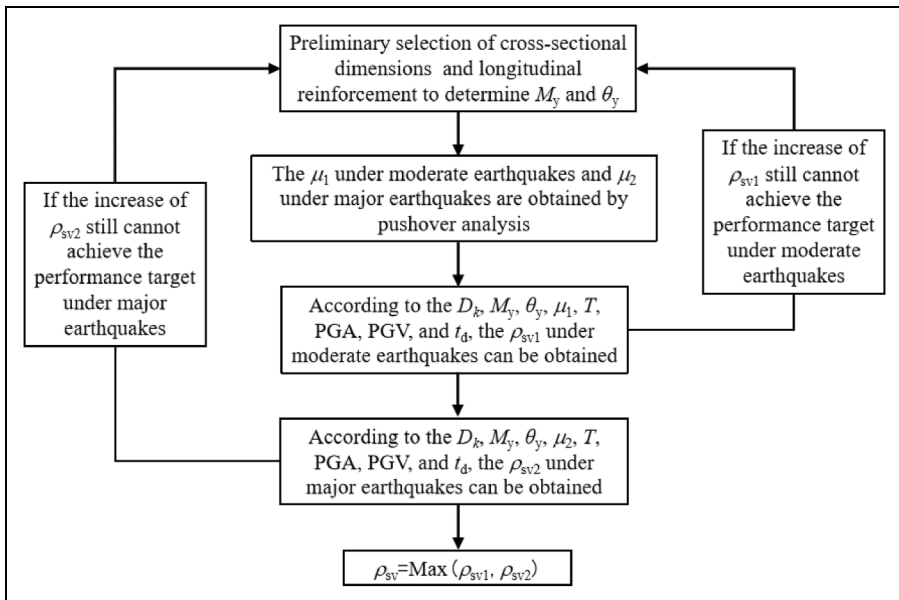 Preliminary selection of cross-sectional
dimensions and longitudinal
reinforcement to determine My and θy
The μ1 under moderate earthquakes and μ2
under major earthquakes are obtained by
pushover analysis
If the increase of
ρsv1 still cannot
achieve the
performance target
under moderate
earthquakes
If the increase of
ρsv2 still cannot
achieve the
performance target
under major
earthquakes
According to the Dk, My, θy, μ1, T,
PGA, PGV, and td, the ρsv1 under
moderate earthquakes can be obtained
According to the Dk, My, θy, μ2, T,
PGA, PGV, and td, the ρsv2 under
major earthquakes can be obtained
ρsv=Max (ρsv1, ρsv2)